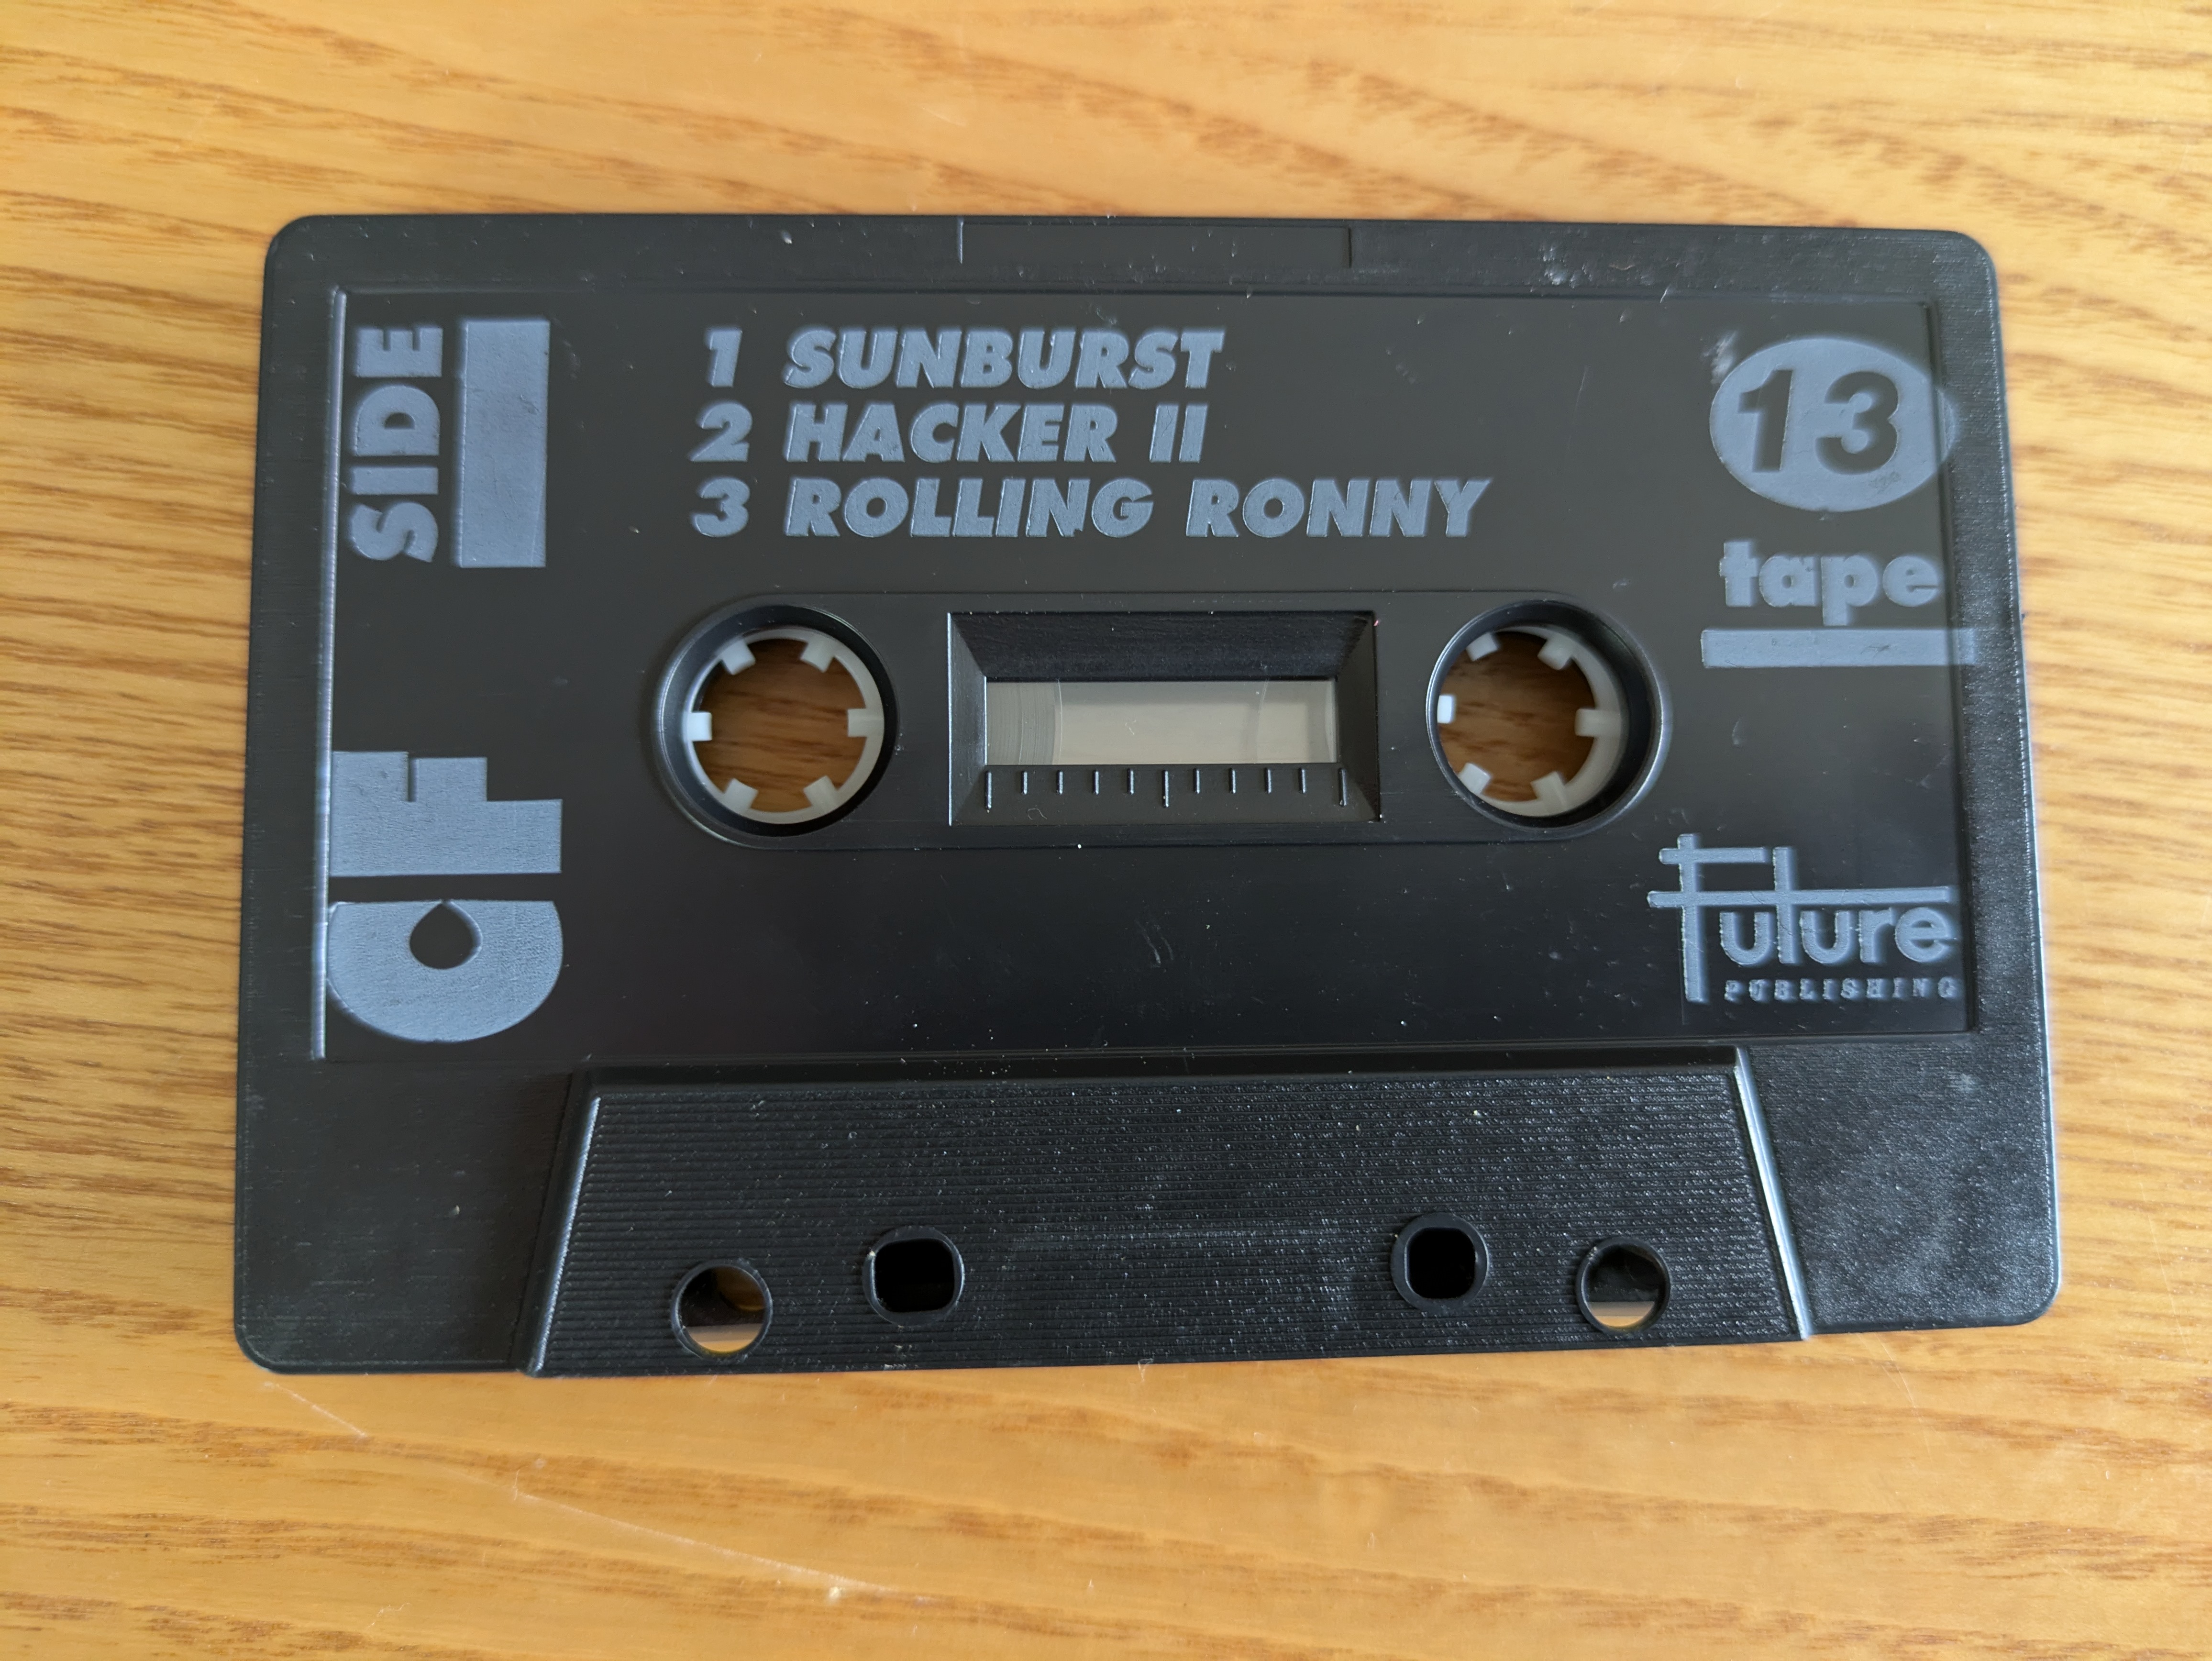 SIDE 1
CF
1 SUNBURST
2 HACKER II
3 ROLLING RONNY
13
tape
Future
PUBLISHING